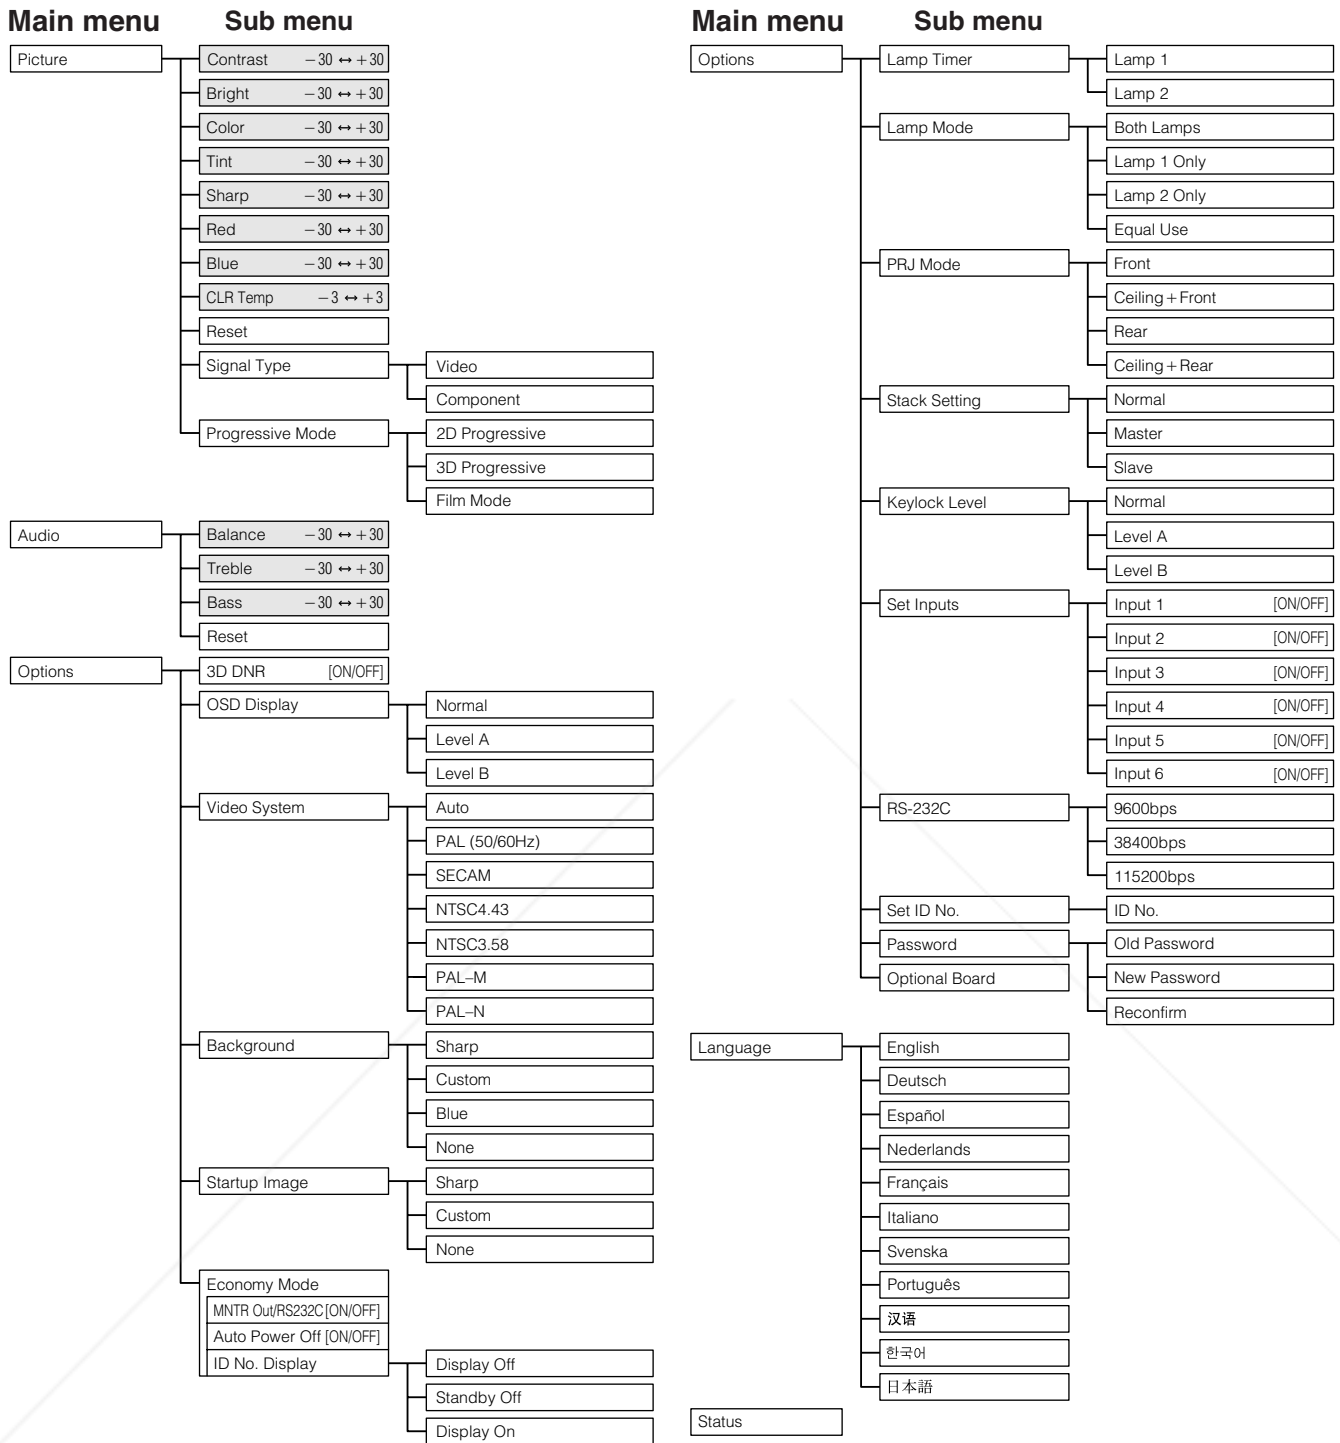 Main menu
Sub menu
Picture
Contrast −30 ↔ +30
Bright −30 ↔ +30
Color −30 ↔ +30
Tint −30 ↔ +30
Sharp −30 ↔ +30
Red −30 ↔ +30
Blue −30 ↔ +30
CLR Temp −3 ↔ +3
Reset
Signal Type
Video
Component
Progressive Mode
2D Progressive
3D Progressive
Film Mode
Audio
Balance −30 ↔ +30
Treble −30 ↔ +30
Bass −30 ↔ +30
Reset
Options
3D DNR [ON/OFF]
OSD Display
Normal
Level A
Level B
Video System
Auto
PAL (50/60Hz)
SECAM
NTSC4.43
NTSC3.58
PAL–M
PAL–N
Background
Sharp
Custom
Blue
None
Startup Image
Sharp
Custom
None
Economy Mode
MNTR Out/RS232C [ON/OFF]
Auto Power Off [ON/OFF]
ID No. Display
Display Off
Standby Off
Display On
Main menu
Sub menu
Options
Lamp Timer
Lamp 1
Lamp 2
Lamp Mode
Both Lamps
Lamp 1 Only
Lamp 2 Only
Equal Use
PRJ Mode
Front
Ceiling+Front
Rear
Ceiling+Rear
Stack Setting
Normal
Master
Slave
Keylock Level
Normal
Level A
Level B
Set Inputs
Input 1 [ON/OFF]
Input 2 [ON/OFF]
Input 3 [ON/OFF]
Input 4 [ON/OFF]
Input 5 [ON/OFF]
Input 6 [ON/OFF]
RS-232C
9600bps
38400bps
115200bps
Set ID No.
ID No.
Password
Old Password
New Password
Reconfirm
Optional Board
Language
English
Deutsch
Español
Nederlands
Français
Italiano
Svenska
Português
汉语
한국어
日本語
Status